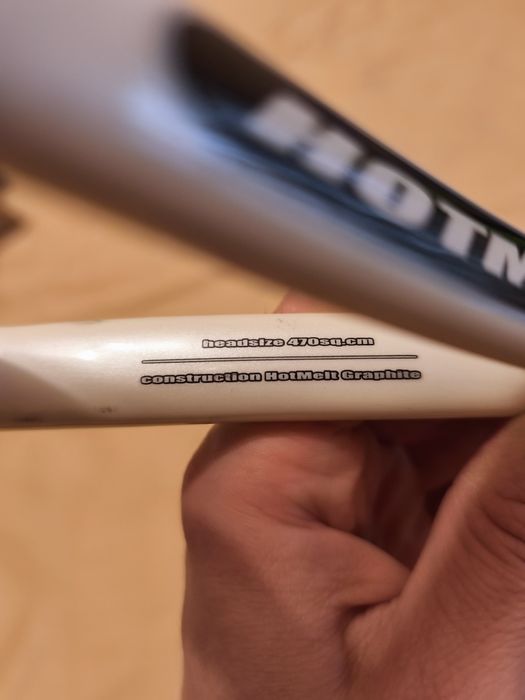 HOTM
headsize 470sq.cm
construction HotMelt Graphite